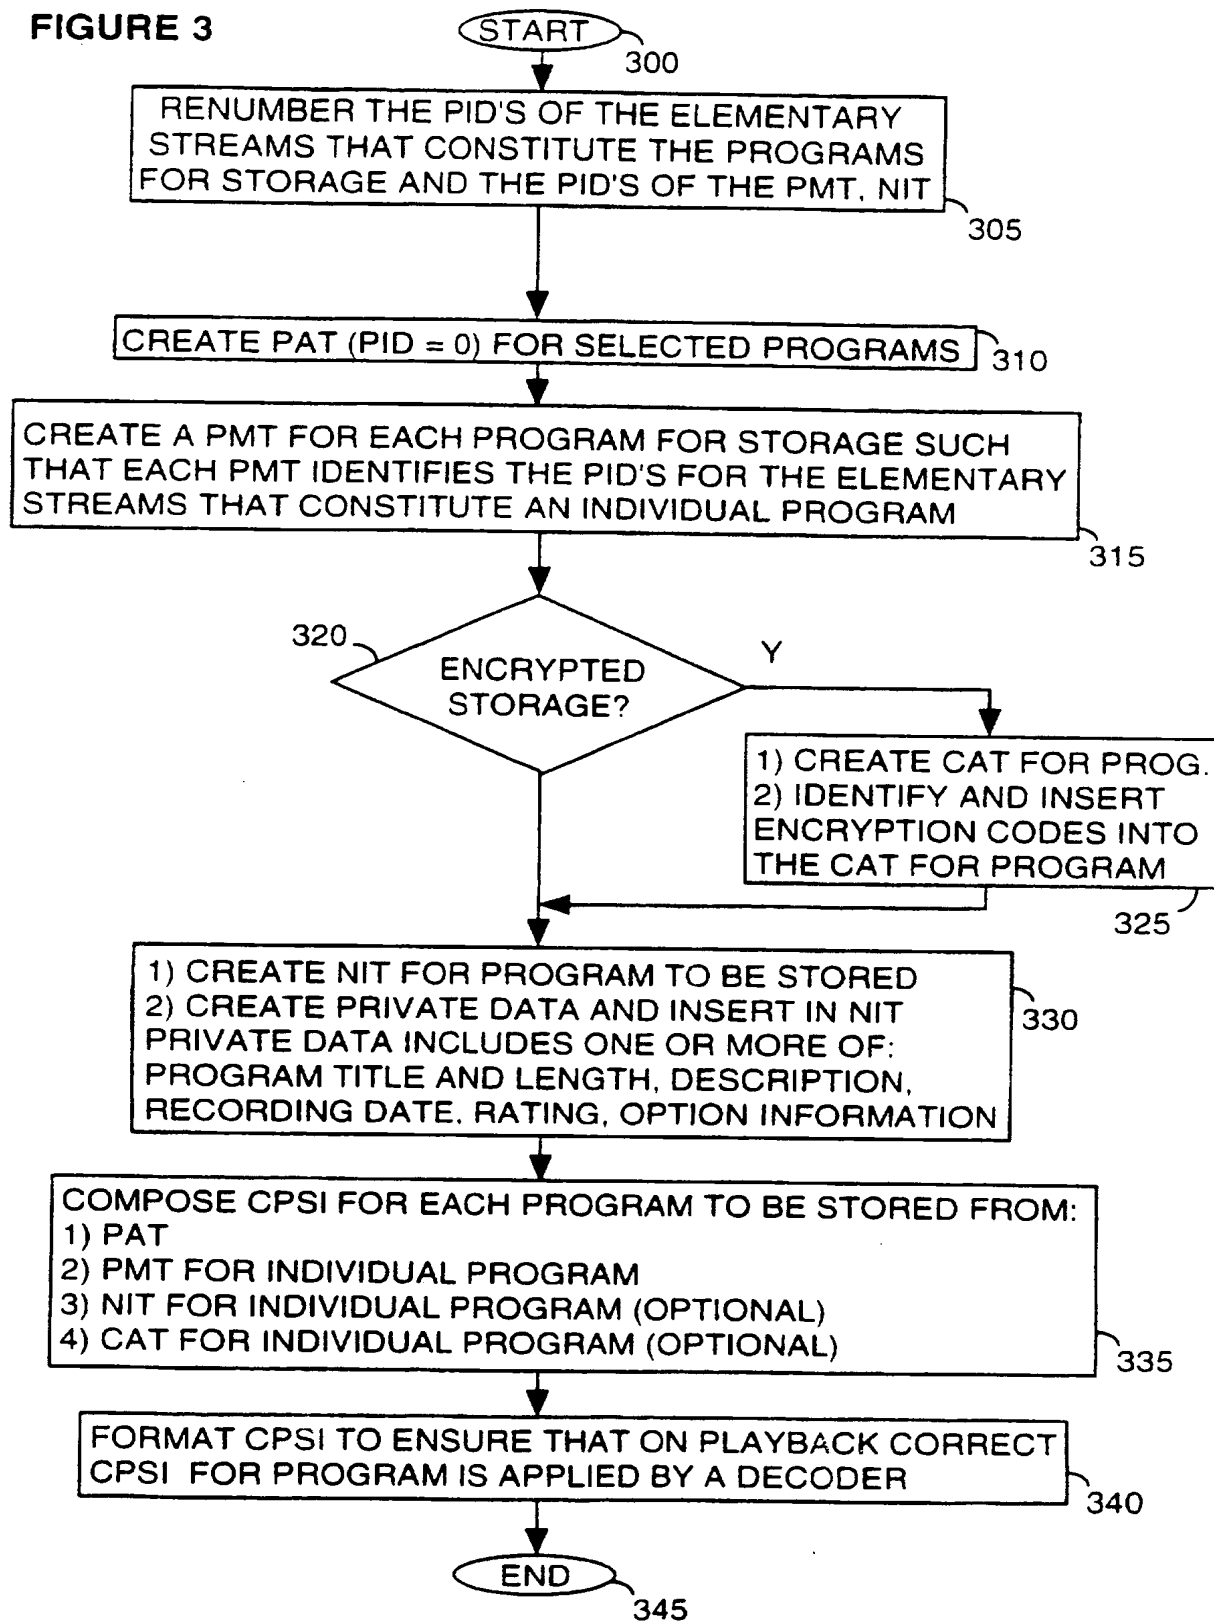 FIGURE 3
START
300
RENUMBER THE PID'S OF THE ELEMENTARY
STREAMS THAT CONSTITUTE THE PROGRAMS
FOR STORAGE AND THE PID'S OF THE PMT, NIT
305
CREATE PAT (PID = 0) FOR SELECTED PROGRAMS
310
CREATE A PMT FOR EACH PROGRAM FOR STORAGE SUCH
THAT EACH PMT IDENTIFIES THE PID'S FOR THE ELEMENTARY
STREAMS THAT CONSTITUTE AN INDIVIDUAL PROGRAM
315
320
ENCRYPTED
STORAGE?
Y
1) CREATE CAT FOR PROG.
2) IDENTIFY AND INSERT
ENCRYPTION CODES INTO
THE CAT FOR PROGRAM
325
1) CREATE NIT FOR PROGRAM TO BE STORED
2) CREATE PRIVATE DATA AND INSERT IN NIT
PRIVATE DATA INCLUDES ONE OR MORE OF:
PROGRAM TITLE AND LENGTH, DESCRIPTION,
RECORDING DATE. RATING, OPTION INFORMATION
330
COMPOSE CPSI FOR EACH PROGRAM TO BE STORED FROM:
1) PAT
2) PMT FOR INDIVIDUAL PROGRAM
3) NIT FOR INDIVIDUAL PROGRAM (OPTIONAL)
4) CAT FOR INDIVIDUAL PROGRAM (OPTIONAL)
335
FORMAT CPSI TO ENSURE THAT ON PLAYBACK CORRECT
CPSI FOR PROGRAM IS APPLIED BY A DECODER
340
END
345